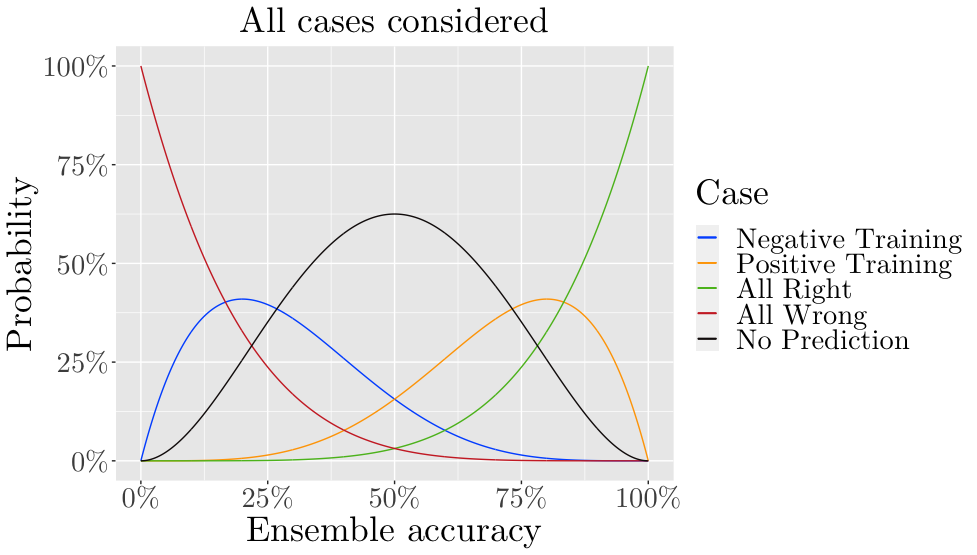 All cases considered
Probability
100%
75%
50%
25%
0%
0% 25% 50% 75% 100%
Ensemble accuracy
Case
Negative Training
Positive Training
All Right
All Wrong
No Prediction